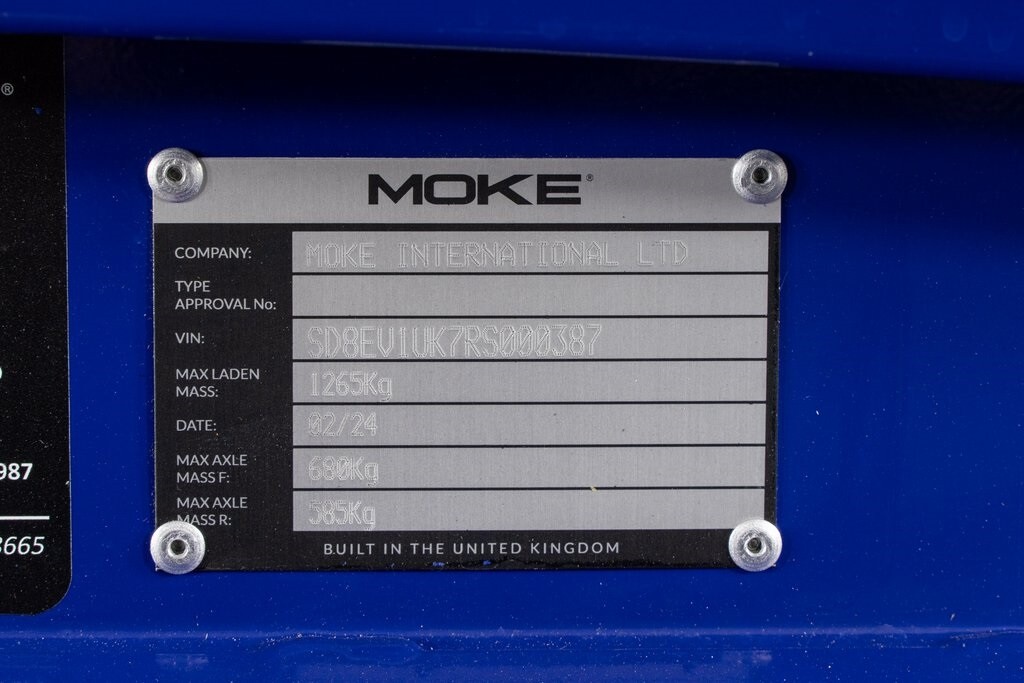 ®
MOKE®
COMPANY: MOKE INTERNATIONAL LTD
TYPE
APPROVAL No:
VIN: SD8EV1UK7RS000387
MAX LADEN
MASS: 1265Kg
DATE: 02/24
MAX AXLE
MASS F: 680Kg
MAX AXLE
MASS R: 585Kg
BUILT IN THE UNITED KINGDOM
987
3665